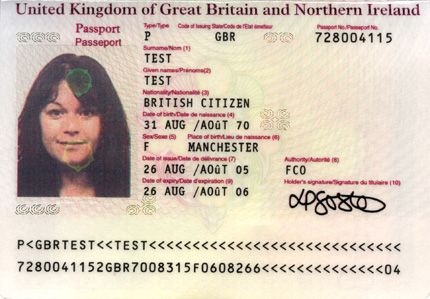 United Kingdom of Great Britain and Northern Ireland
Passport
Passeport
Type/Type Code of Issuing State/Code de l'Etat émetteur Passport No./Passeport No.
P GBR 728004115
Surname/Nom (1)
TEST
Given names/Prénoms(2)
TEST
Nationality/Nationalité (3)
BRITISH CITIZEN
Date of birth/Date de naissance (4)
31 AUG /AOÛT 70
Sex/Sexe (5) Place of birth/Lieu de naissance (6)
F MANCHESTER
Date of issue/Date de délivrance (7) Authority/Autorité (8)
26 AUG /AOÛT 05 FCO
Date of expiry/Date d'expiration (9) Holder's signature/Signature du titulaire (10)
26 AUG /AOÛT 06
P<GBRTEST<<TEST<<<<<<<<<<<<<<<<<<<<<<<<<<<<<
7280041152GBR7008315F0608266<<<<<<<<<<<<<<04